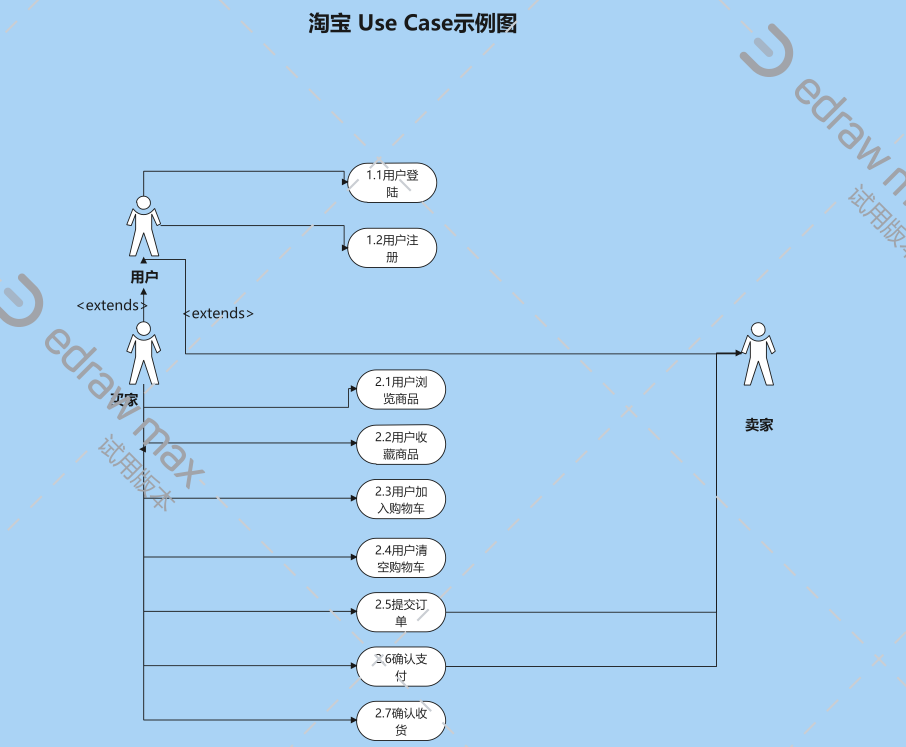 淘宝 Use Case示例图
edraw max
试用版本
1.1用户登
陆
1.2用户注
册
用户
<extends>
<extends>
edraw max
试用版本
买家
卖家
2.1用户浏
览商品
2.2用户收
藏商品
2.3用户加
入购物车
2.4用户清
空购物车
2.5提交订
单
2.6确认支
付
2.7确认收
货